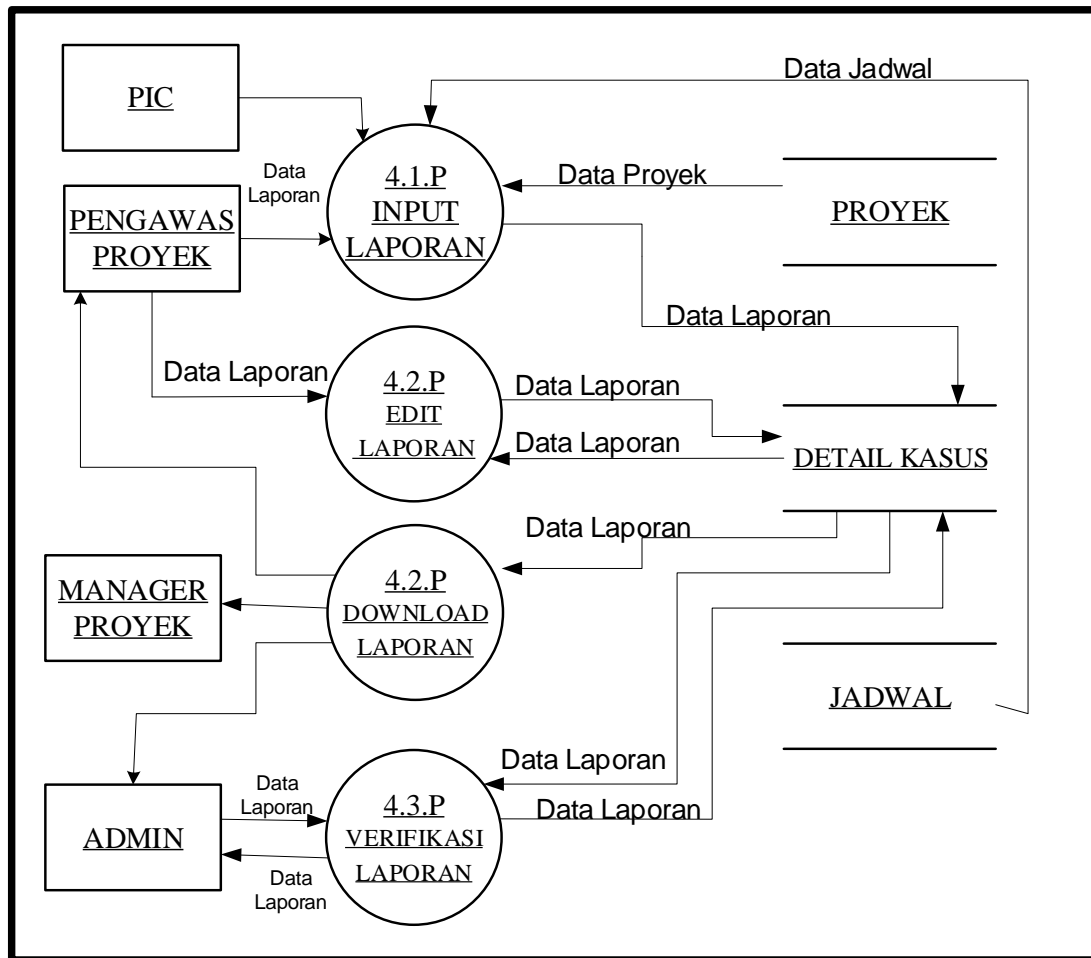 Data Jadwal
PIC
4.1.P
INPUT
LAPORAN
Data
Laporan
Data Proyek
PROYEK
PENGAWAS
PROYEK
Data Laporan
Data Laporan
4.2.P
EDIT
LAPORAN
Data Laporan
Data Laporan
DETAIL KASUS
Data Laporan
MANAGER
PROYEK
4.2.P
DOWNLOAD
LAPORAN
JADWAL
Data Laporan
Data
Laporan
4.3.P
VERIFIKASI
LAPORAN
Data Laporan
ADMIN
Data
Laporan